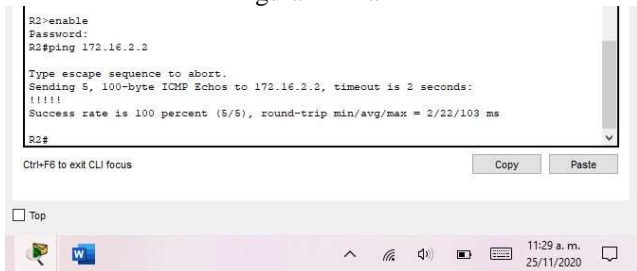 R2>enable
Password:
R2#ping 172.16.2.2
Type escape sequence to abort.
Sending 5, 100-byte ICMP Echos to 172.16.2.2, timeout is 2 seconds:
!!!!!
Success rate is 100 percent (5/5), round-trip min/avg/max = 2/22/103 ms
R2#
Ctrl+F6 to exit CLI focus
Copy
Paste
Top
11:29 a. m.
25/11/2020